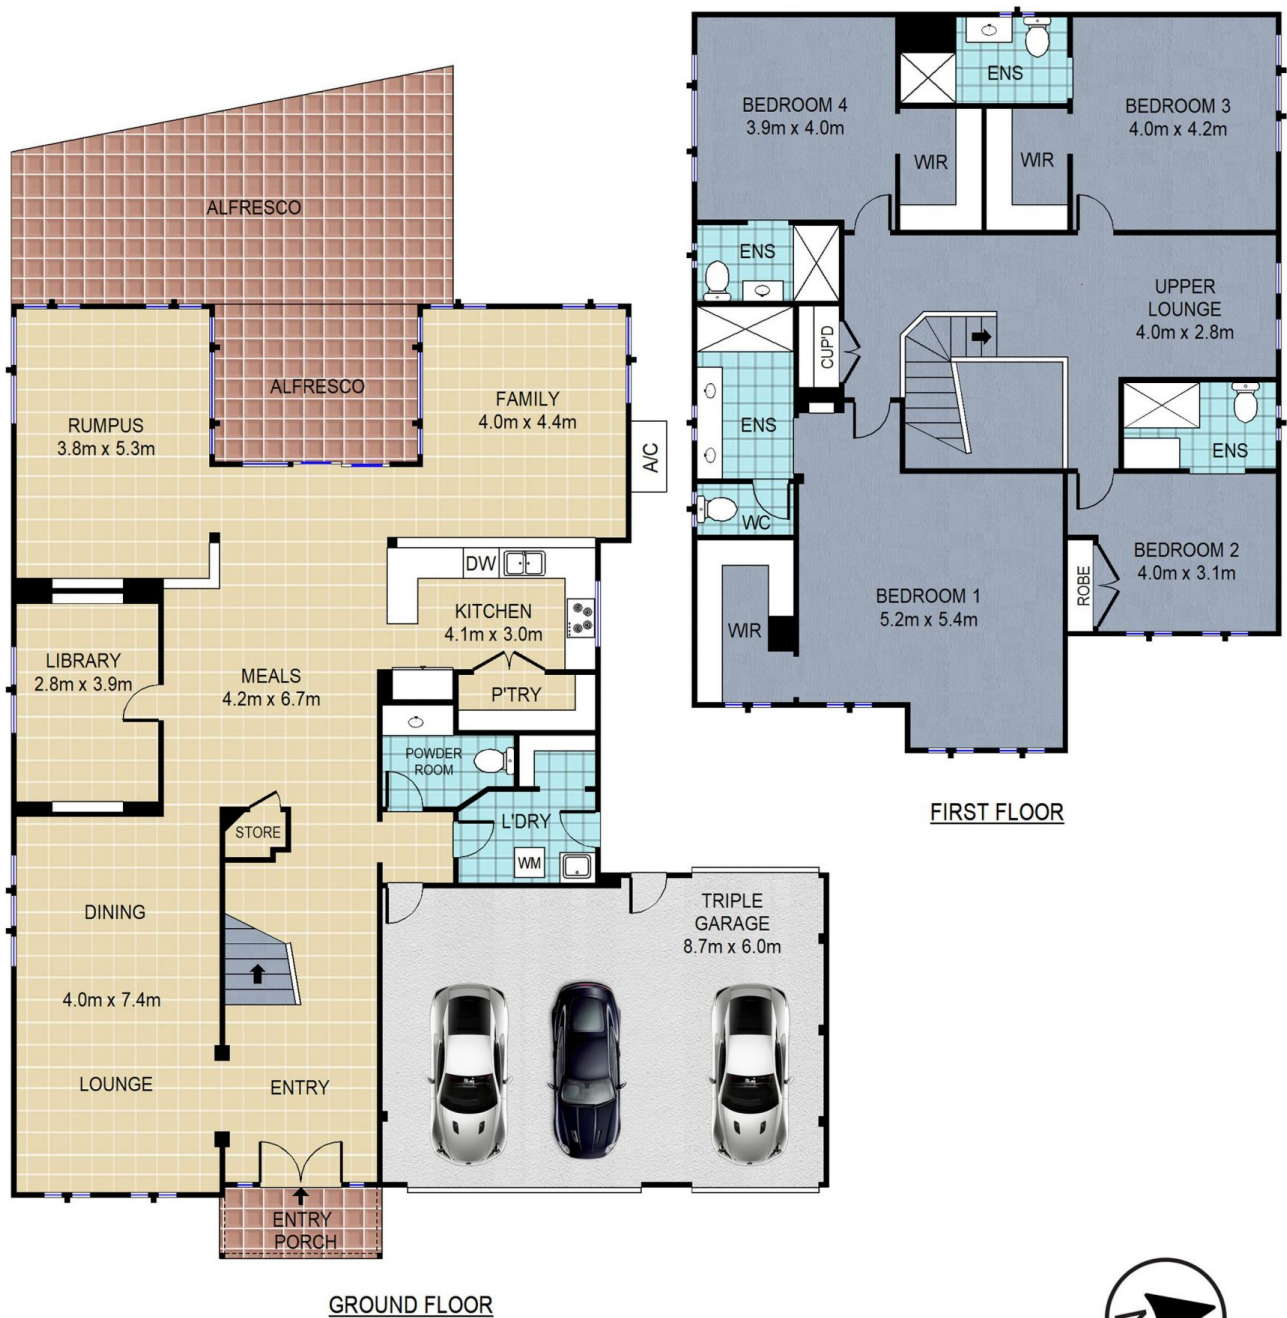 ALFRESCO
ALFRESCO
RUMPUS
3.8m x 5.3m
FAMILY
4.0m x 4.4m
A/C
DW
KITCHEN
4.1m x 3.0m
LIBRARY
2.8m x 3.9m
MEALS
4.2m x 6.7m
P'TRY
POWDER
ROOM
L'DRY
WM
STORE
DINING
4.0m x 7.4m
LOUNGE
ENTRY
TRIPLE
GARAGE
8.7m x 6.0m
ENTRY
PORCH
GROUND FLOOR
BEDROOM 4
3.9m x 4.0m
ENS
BEDROOM 3
4.0m x 4.2m
WIR
WIR
ENS
UPPER
LOUNGE
4.0m x 2.8m
CUP'D
ENS
ENS
WC
BEDROOM 2
4.0m x 3.1m
ROBE
BEDROOM 1
5.2m x 5.4m
WIR
FIRST FLOOR